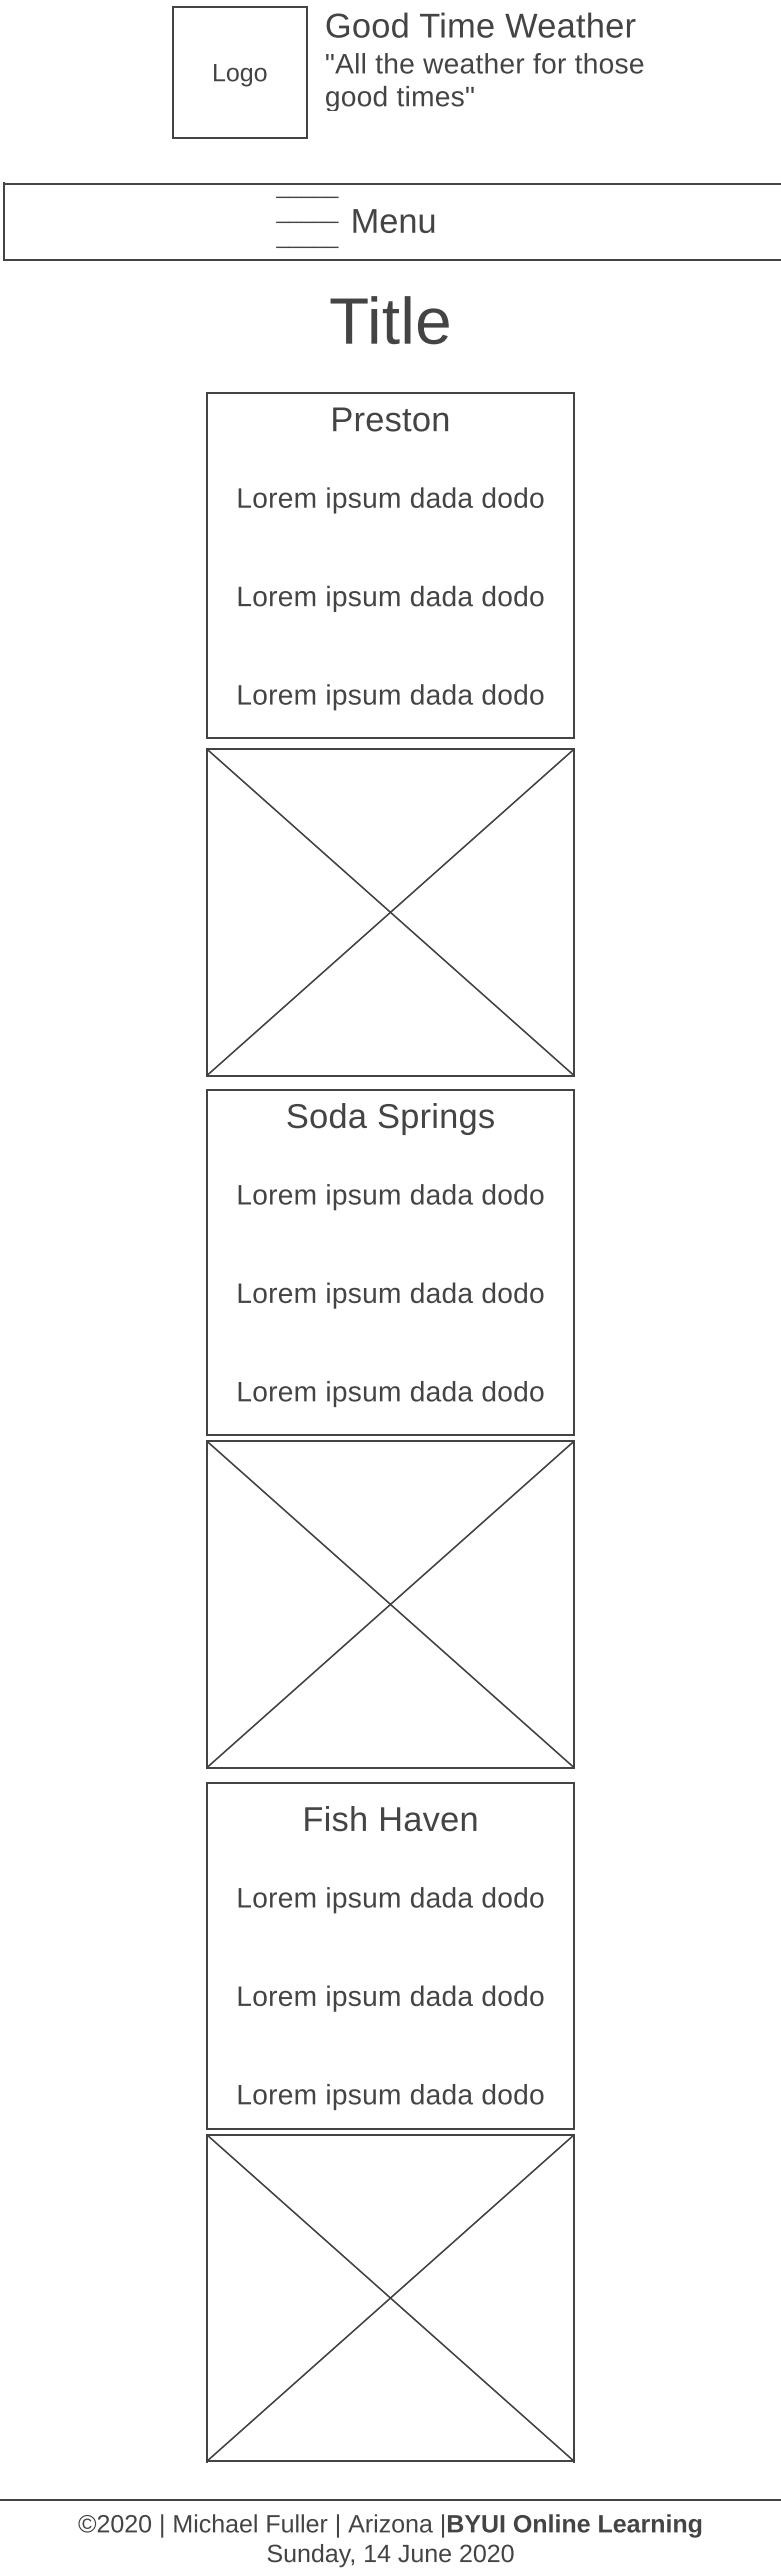 Logo
Good Time Weather
"All the weather for those
good times"
Menu
Title
Preston
Lorem ipsum dada dodo
Lorem ipsum dada dodo
Lorem ipsum dada dodo
Soda Springs
Lorem ipsum dada dodo
Lorem ipsum dada dodo
Lorem ipsum dada dodo
Fish Haven
Lorem ipsum dada dodo
Lorem ipsum dada dodo
Lorem ipsum dada dodo
©2020 | Michael Fuller | Arizona |BYUI Online Learning
Sunday, 14 June 2020